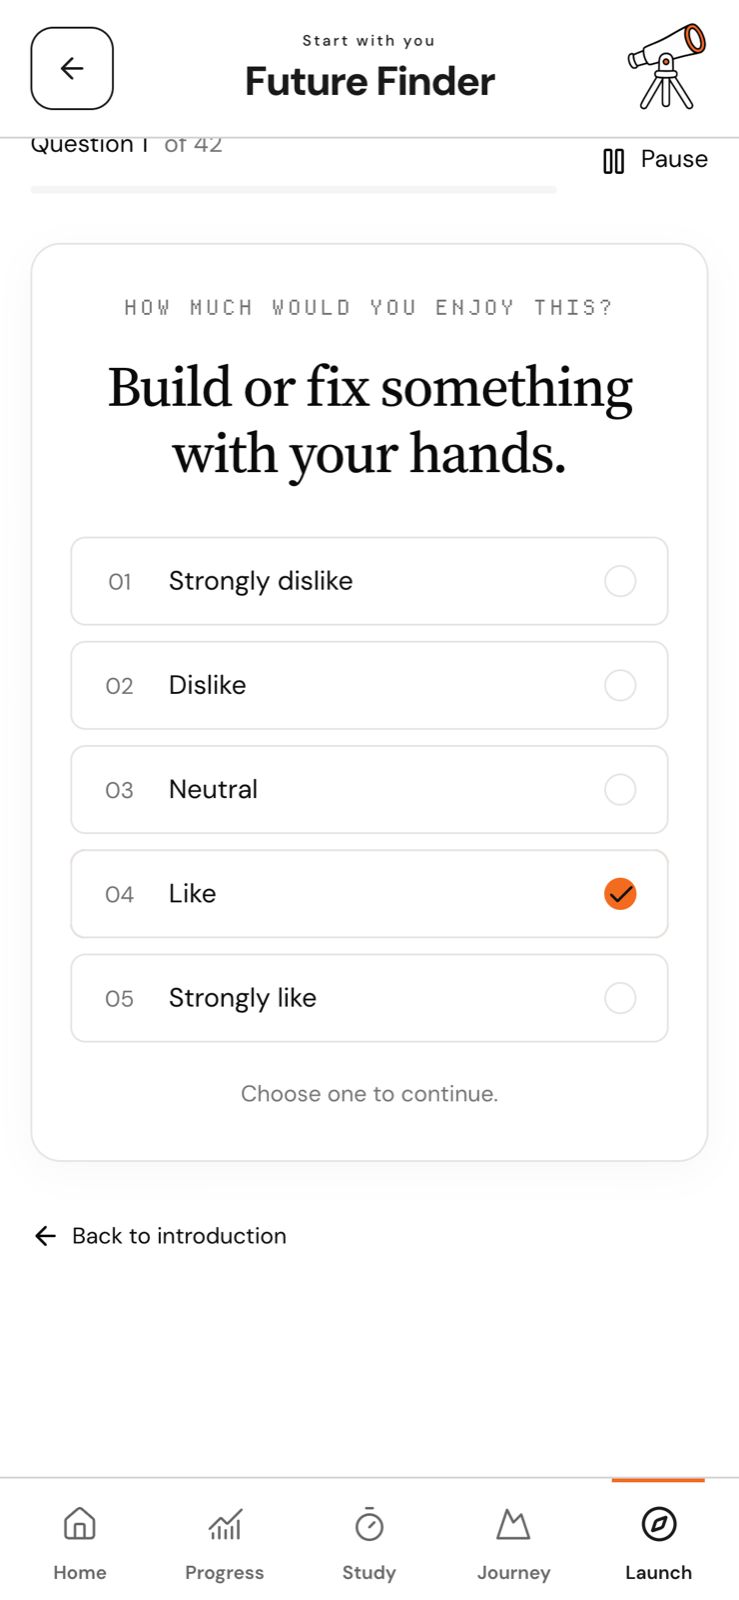 Start with you
Future Finder
Question 1 of 42
Pause
HOW MUCH WOULD YOU ENJOY THIS?
Build or fix something
with your hands.
01 Strongly dislike
02 Dislike
03 Neutral
04 Like
05 Strongly like
Choose one to continue.
Back to introduction
Home Progress Study Journey Launch